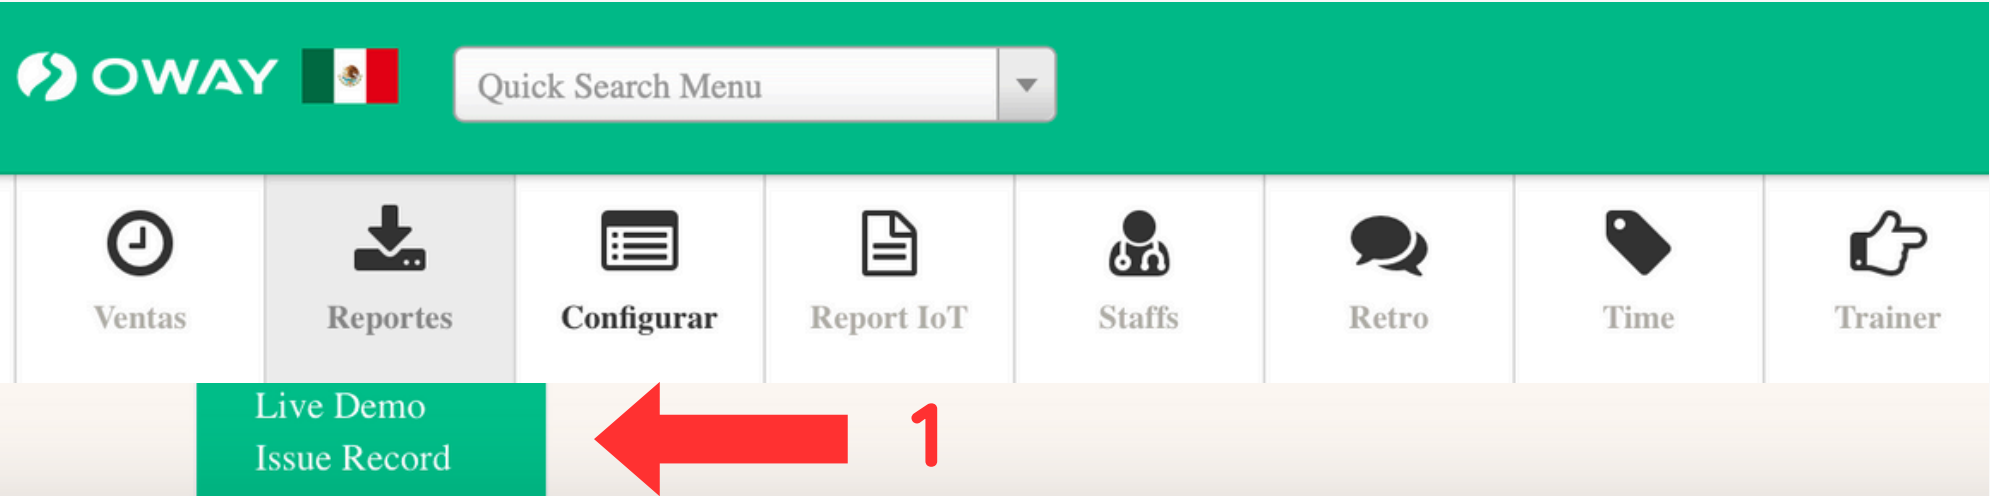 OWAY
Quick Search Menu
Ventas
Reportes
Configurar
Report IoT
Staffs
Retro
Time
Trainer
Live Demo
Issue Record
1